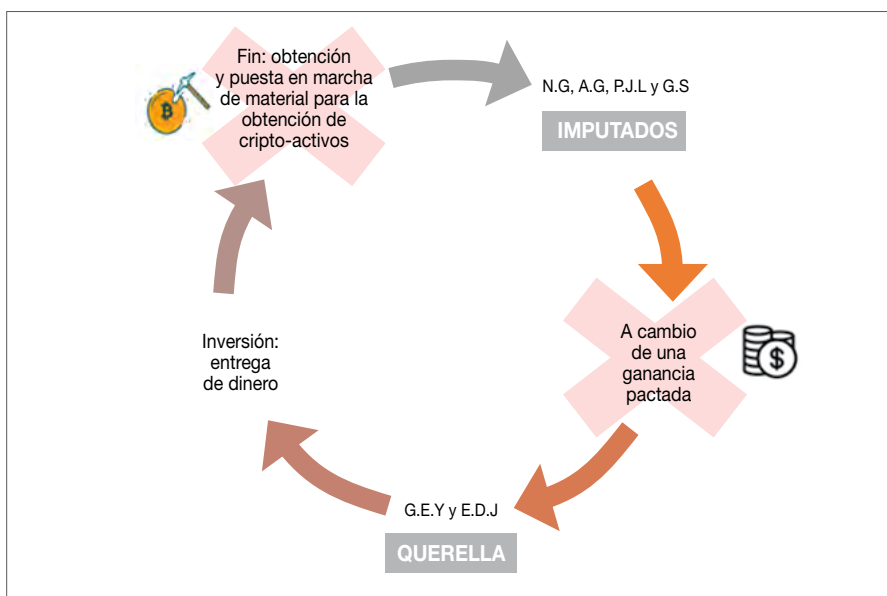 Fin: obtención
y puesta en marcha
de material para la
obtención de
cripto-activos
N.G, A.G, P.J.L y G.S
IMPUTADOS
A cambio
de una
ganancia
pactada
$
G.E.Y y E.D.J
QUERELLA
Inversión:
entrega
de dinero